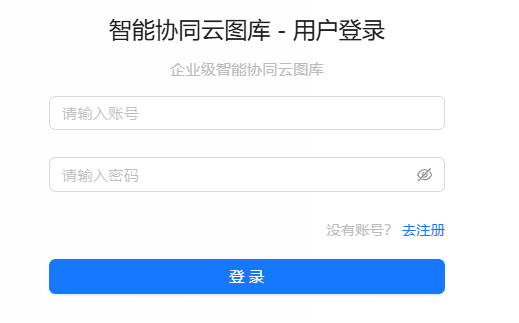 智能协同云图库 - 用户登录
企业级智能协同云图库
请输入账号
请输入密码
没有账号? 去注册
登 录